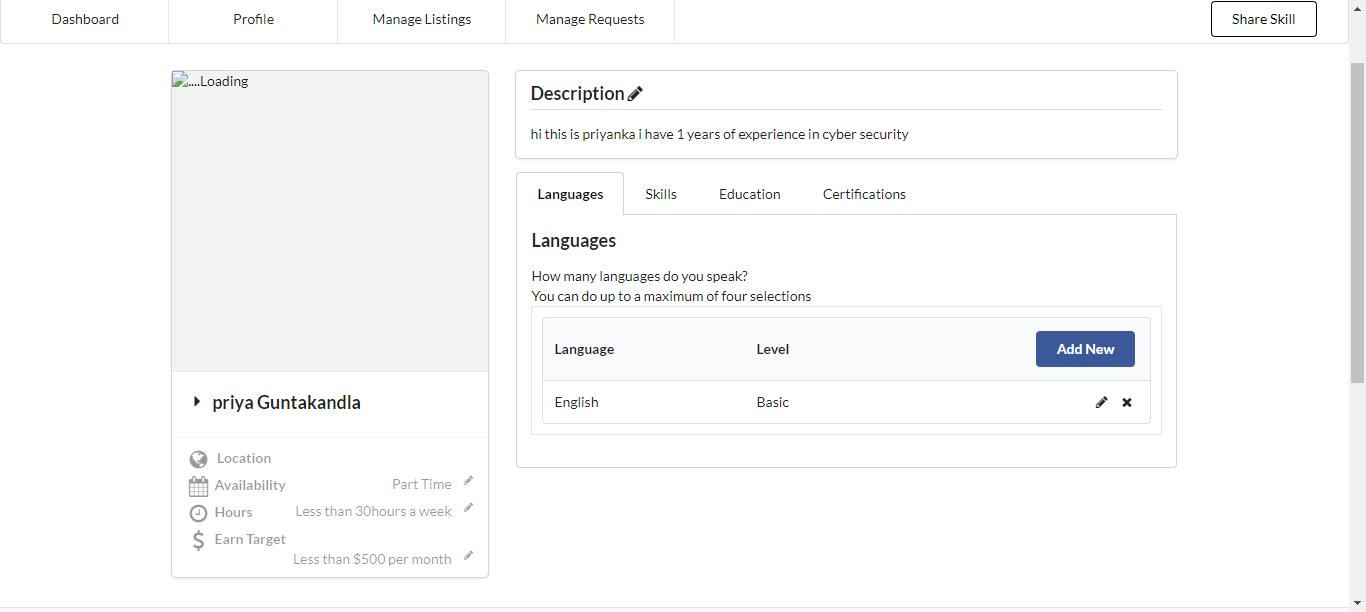 Dashboard Profile Manage Listings Manage Requests Share Skill
....Loading
priya Guntakandla
Location
Availability Part Time
Hours Less than 30hours a week
Earn Target
Less than $500 per month
Description
hi this is priyanka i have 1 years of experience in cyber security
Languages Skills Education Certifications
Languages
How many languages do you speak?
You can do up to a maximum of four selections
Language Level Add New
English Basic